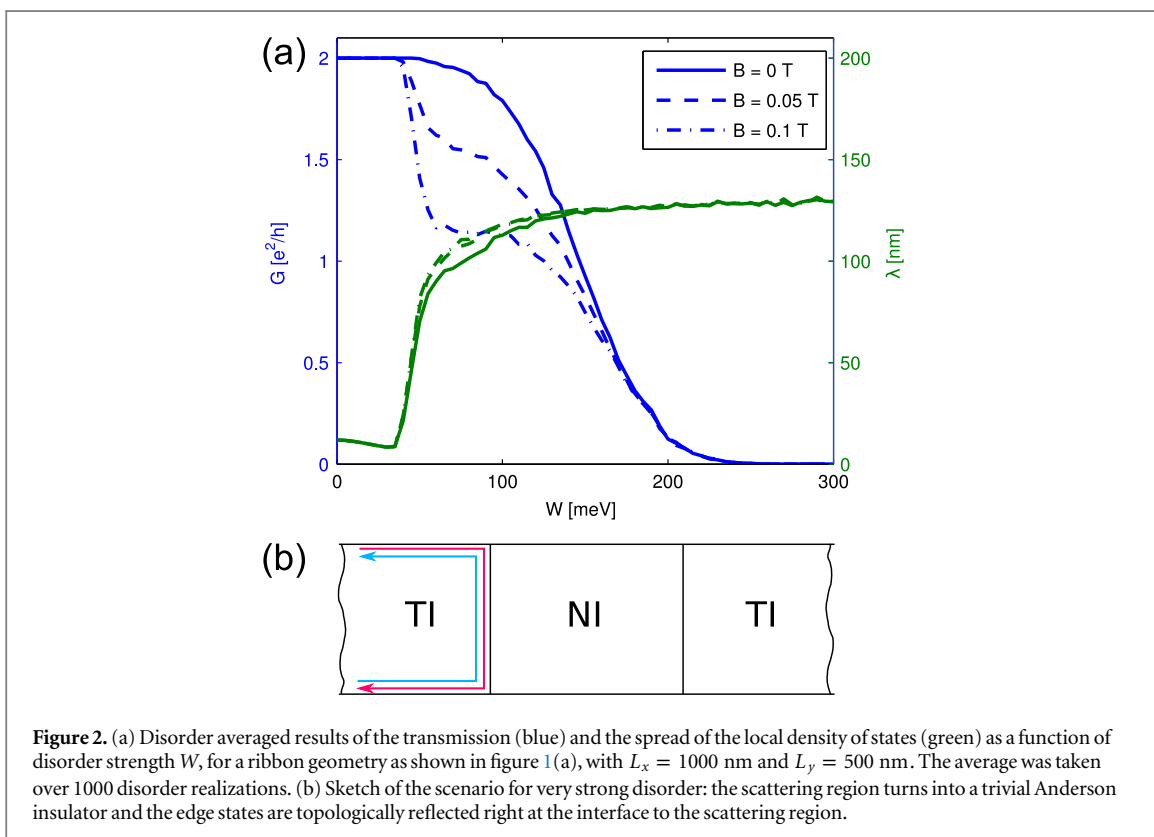 (a)
2
1.5
1
0.5
0
G [e²/h]
200
150
100
50
0
λ [nm]
B = 0 T
B = 0.05 T
B = 0.1 T
0
100
200
300
W [meV]
(b)
TI
NI
TI
Figure 2. (a) Disorder averaged results of the transmission (blue) and the spread of the local density of states (green) as a function of
disorder strength W, for a ribbon geometry as shown in figure 1(a), with Lₓ = 1000 nm and L_y = 500 nm. The average was taken
over 1000 disorder realizations. (b) Sketch of the scenario for very strong disorder: the scattering region turns into a trivial Anderson
insulator and the edge states are topologically reflected right at the interface to the scattering region.